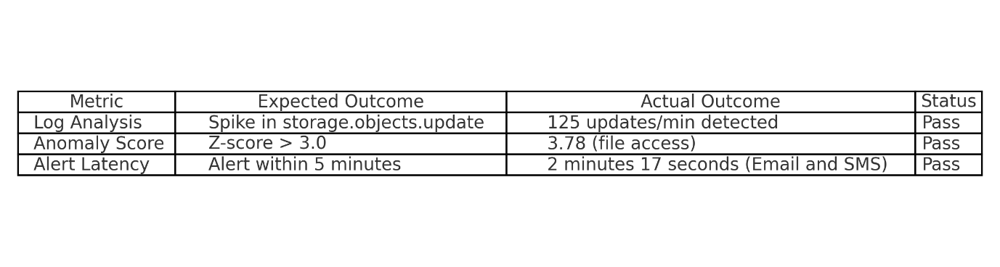 Metric Expected Outcome Actual Outcome Status
Log Analysis Spike in storage.objects.update 125 updates/min detected Pass
Anomaly Score Z-score > 3.0 3.78 (file access) Pass
Alert Latency Alert within 5 minutes 2 minutes 17 seconds (Email and SMS) Pass